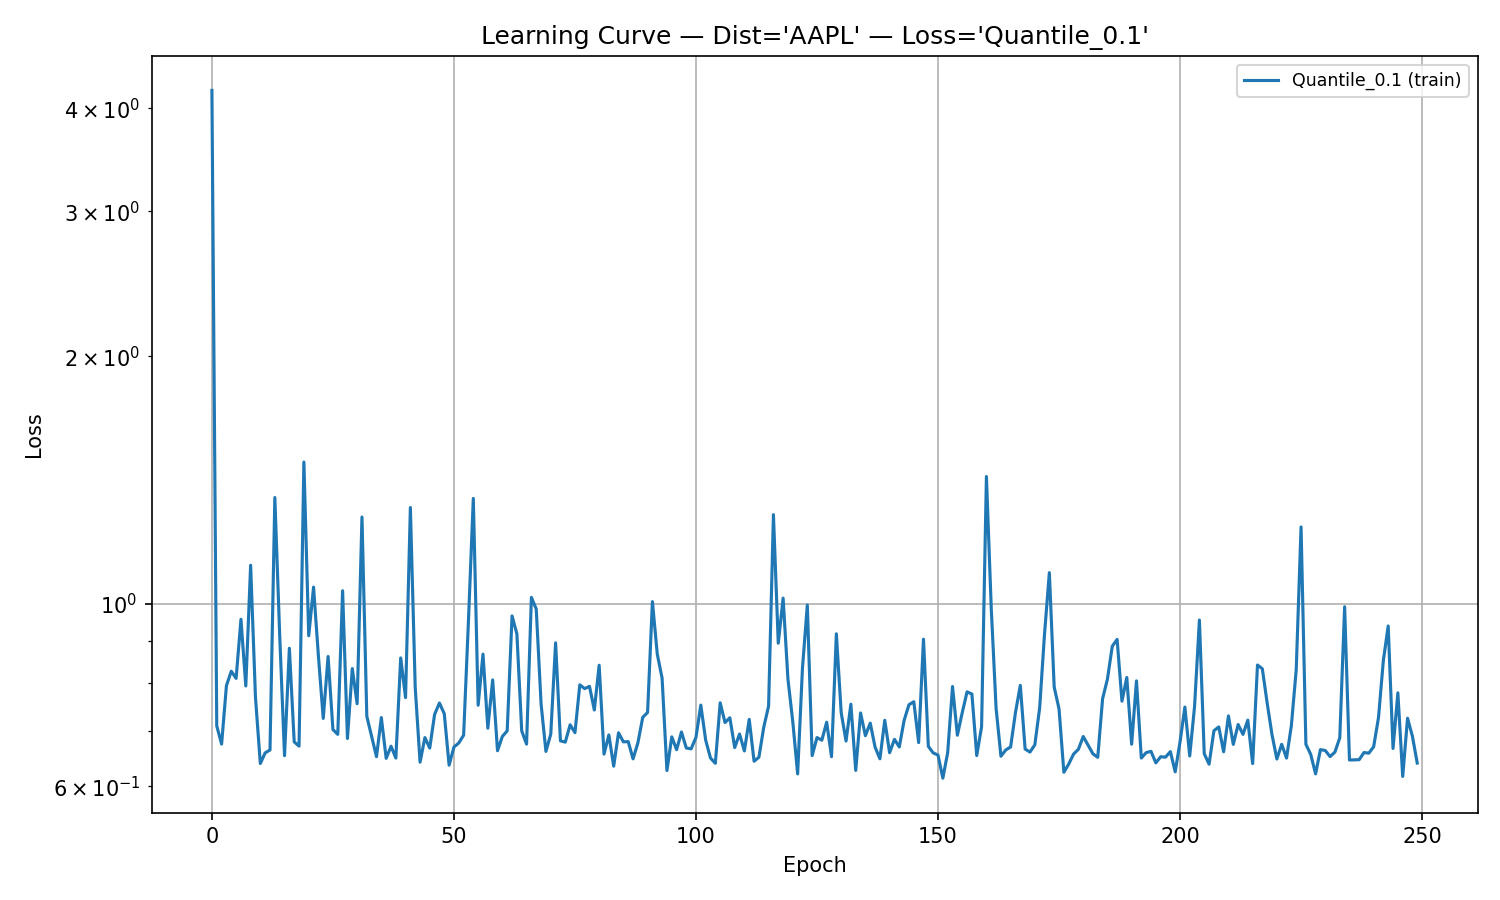 Learning Curve — Dist='AAPL' — Loss='Quantile_0.1'
Quantile_0.1 (train)
4 × 10⁰
3 × 10⁰
2 × 10⁰
10⁰
6 × 10⁻¹
Loss
0 50 100 150 200 250
Epoch